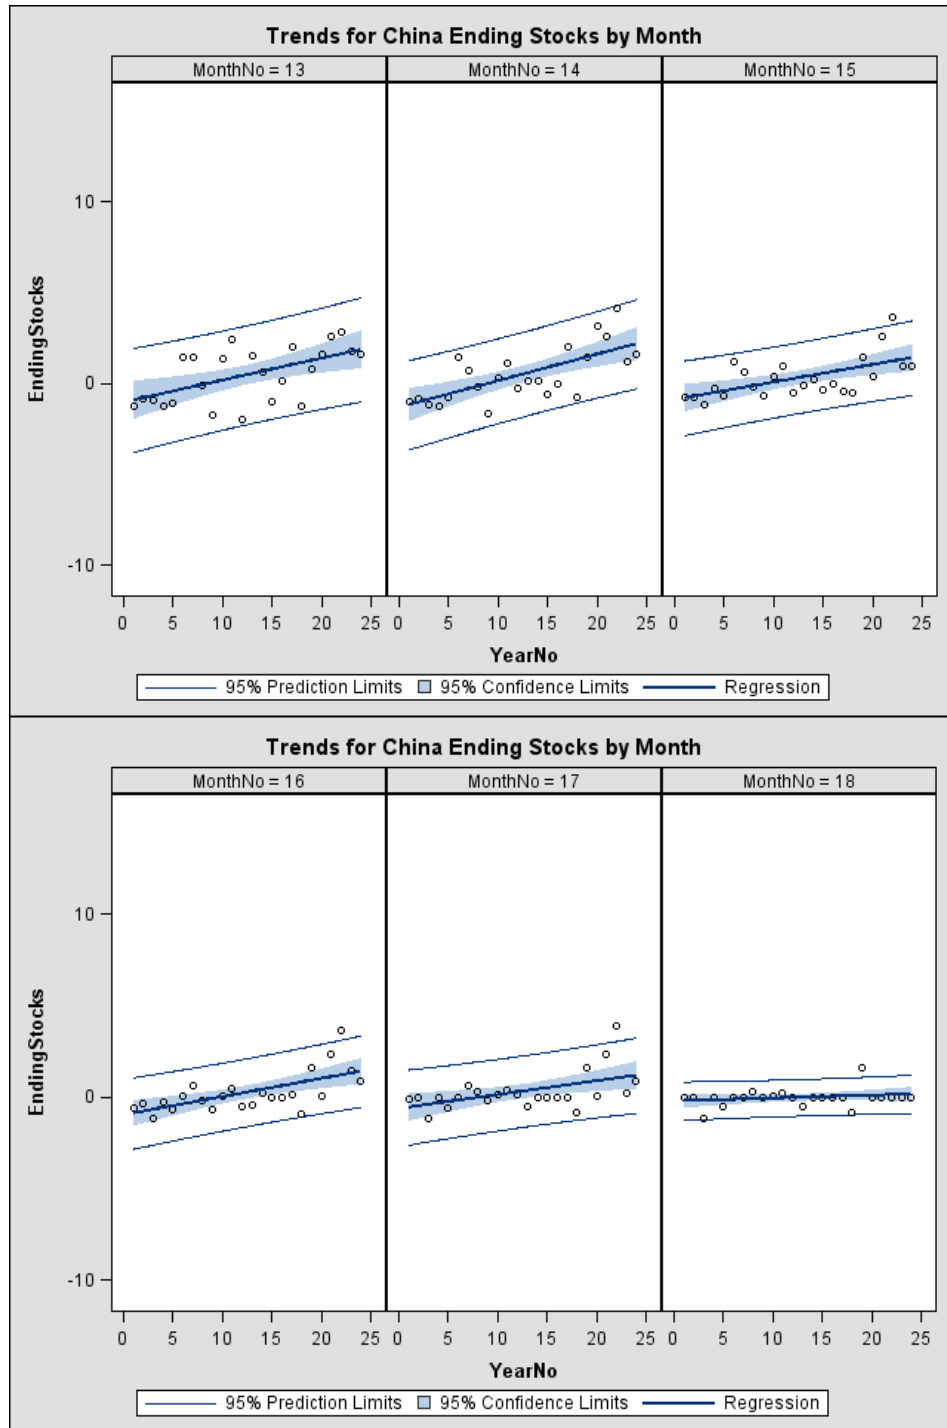 Trends for China Ending Stocks by Month
MonthNo = 13 MonthNo = 14 MonthNo = 15
10
0
-10
EndingStocks
0 5 10 15 20 25 0 5 10 15 20 25 0 5 10 15 20 25
YearNo
95% Prediction Limits 95% Confidence Limits Regression
Trends for China Ending Stocks by Month
MonthNo = 16 MonthNo = 17 MonthNo = 18
10
0
-10
EndingStocks
0 5 10 15 20 25 0 5 10 15 20 25 0 5 10 15 20 25
YearNo
95% Prediction Limits 95% Confidence Limits Regression